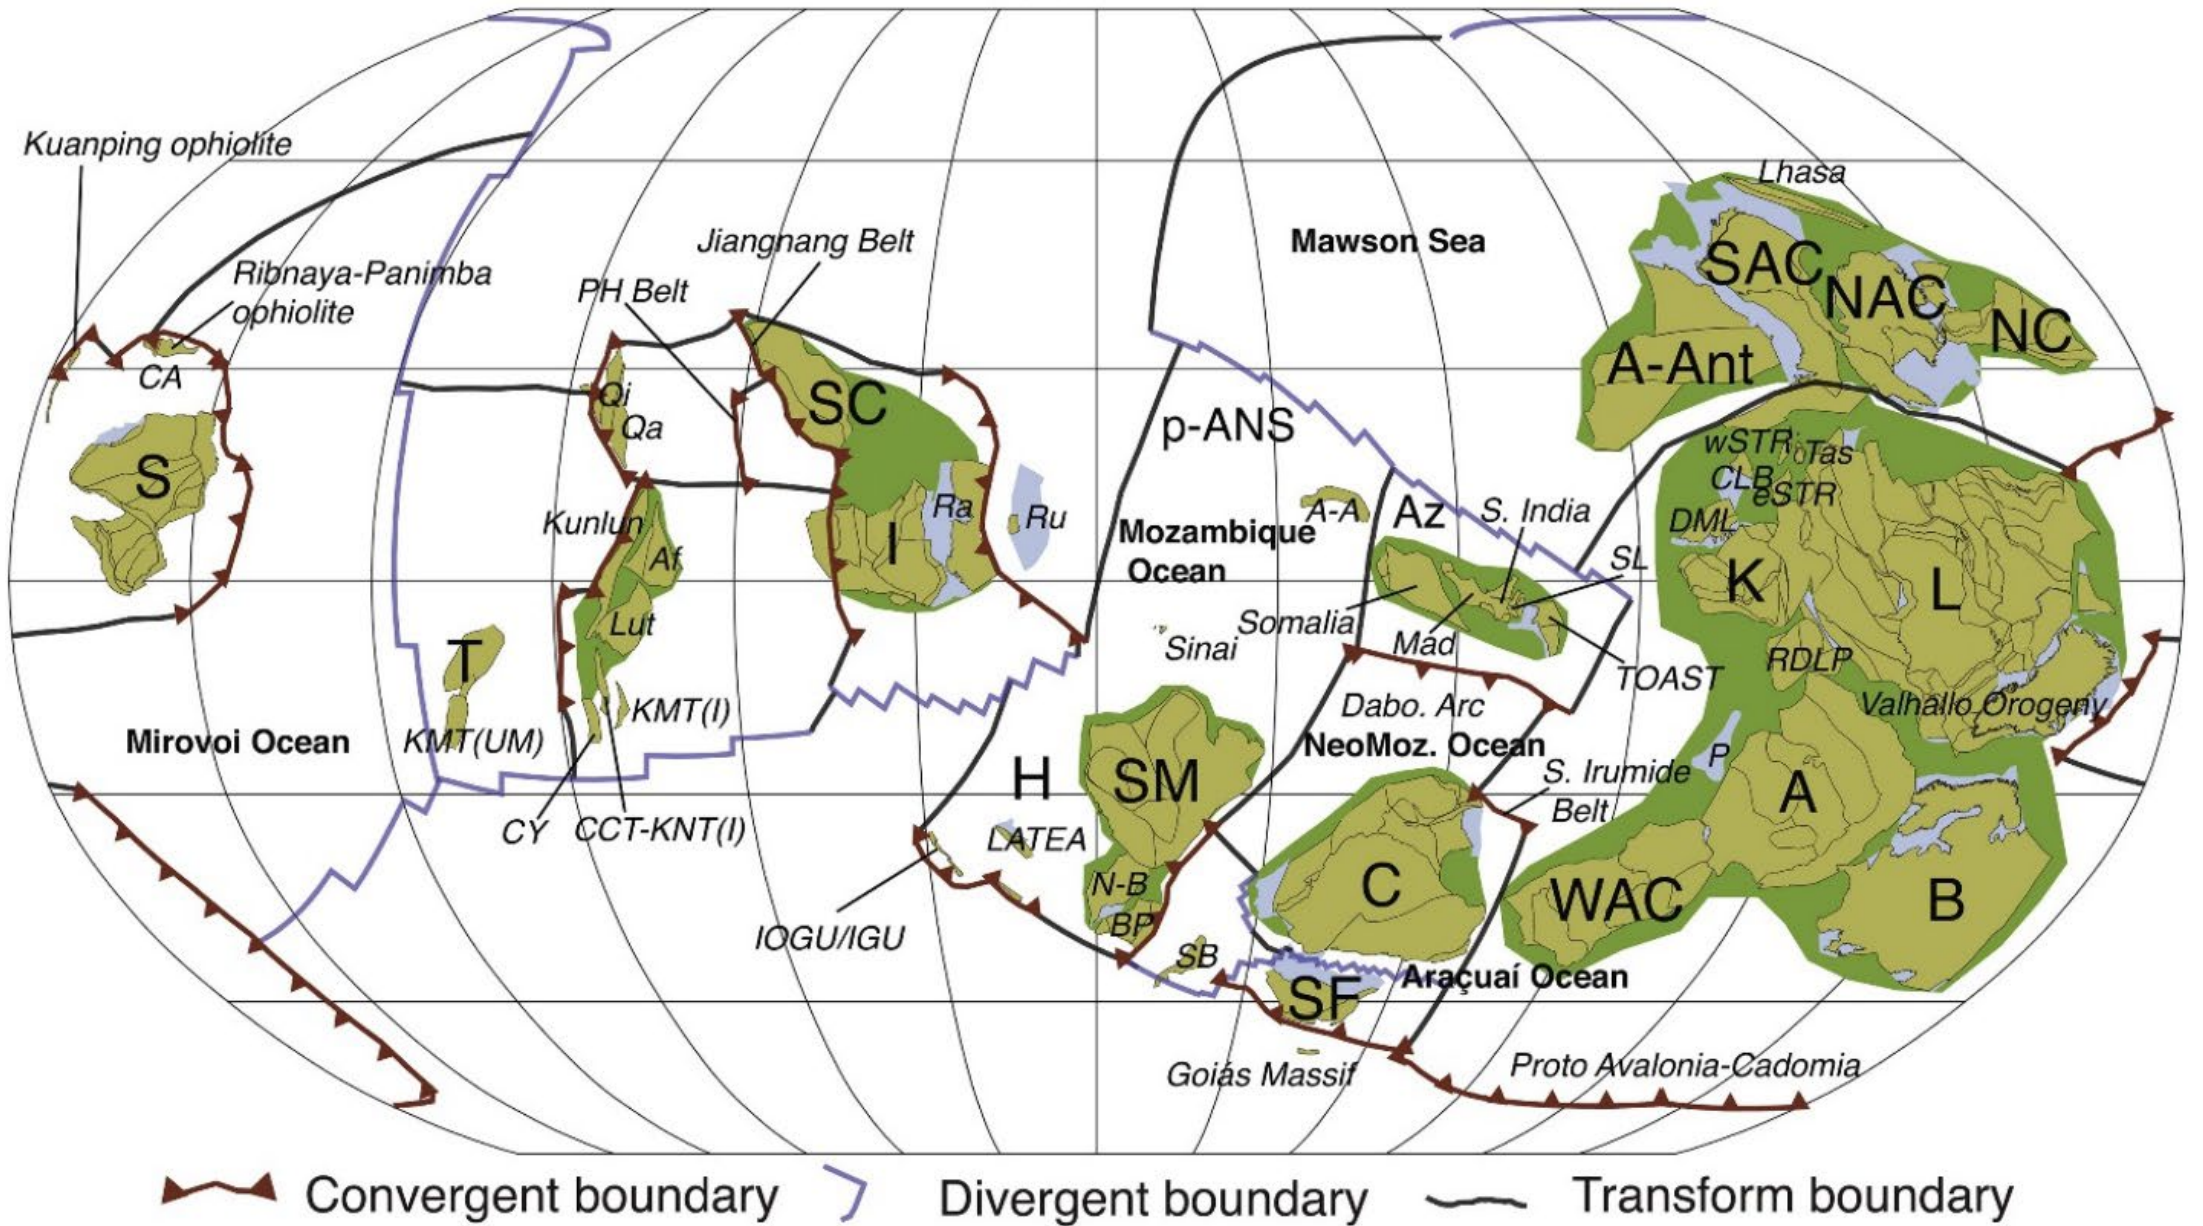 Lhasa
Kuanping ophiolite
Jiangnang Belt
Mawson Sea
SAC
NAC
NC
Ribnaya-Panimba
ophiolite
PH Belt
A-Ant
CA
Qi
Qa
SC
p-ANS
wSTR
Tas
CLB
eSTR
DML
S
Kunlun
Af
I
Ra
Ru
A-A
Az
S. India
SL
Mozambique
Ocean
K
L
Lut
Somalia
Mad
Sinai
TOAST
RDLP
T
KMT(I)
KMT(UM)
Mirovoi Ocean
Dabo. Arc
NeoMoz. Ocean
Valhallo Orogeny
H
SM
P
A
S. Irumide
Belt
CY
CCT-KNT(I)
LATEA
N-B
BP
C
WAC
B
IOGU/IGU
SB
SF
Araçuaí Ocean
Goiás Massif
Proto Avalonia-Cadomia
Convergent boundary
Divergent boundary
Transform boundary